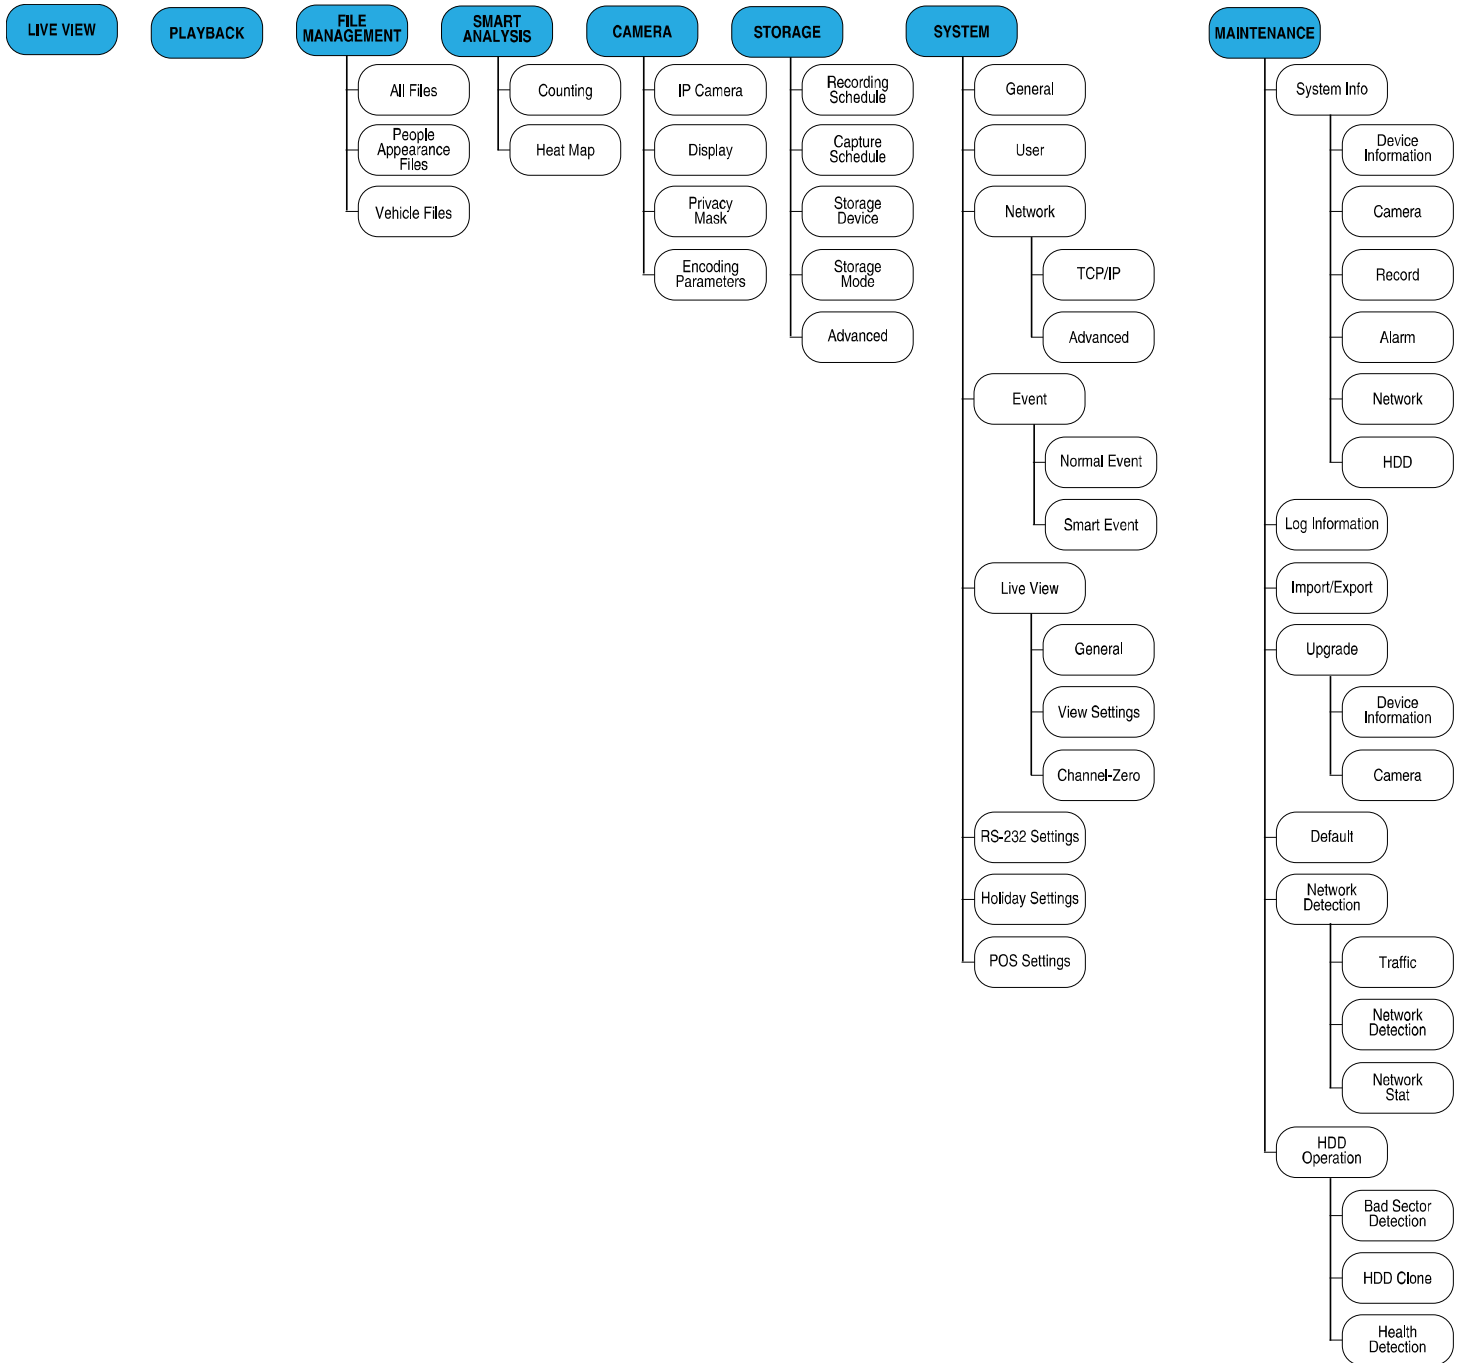 LIVE VIEW
PLAYBACK
FILE
MANAGEMENT
All Files
People
Appearance
Files
Vehicle Files
SMART
ANALYSIS
Counting
Heat Map
CAMERA
IP Camera
Display
Privacy
Mask
Encoding
Parameters
STORAGE
Recording
Schedule
Capture
Schedule
Storage
Device
Storage
Mode
Advanced
SYSTEM
General
User
Network
TCP/IP
Advanced
Event
Normal Event
Smart Event
Live View
General
View Settings
Channel-Zero
RS-232 Settings
Holiday Settings
POS Settings
MAINTENANCE
System Info
Device
Information
Camera
Record
Alarm
Network
HDD
Log Information
Import/Export
Upgrade
Device
Information
Camera
Default
Network
Detection
Traffic
Network
Detection
Network
Stat
HDD
Operation
Bad Sector
Detection
HDD Clone
Health
Detection